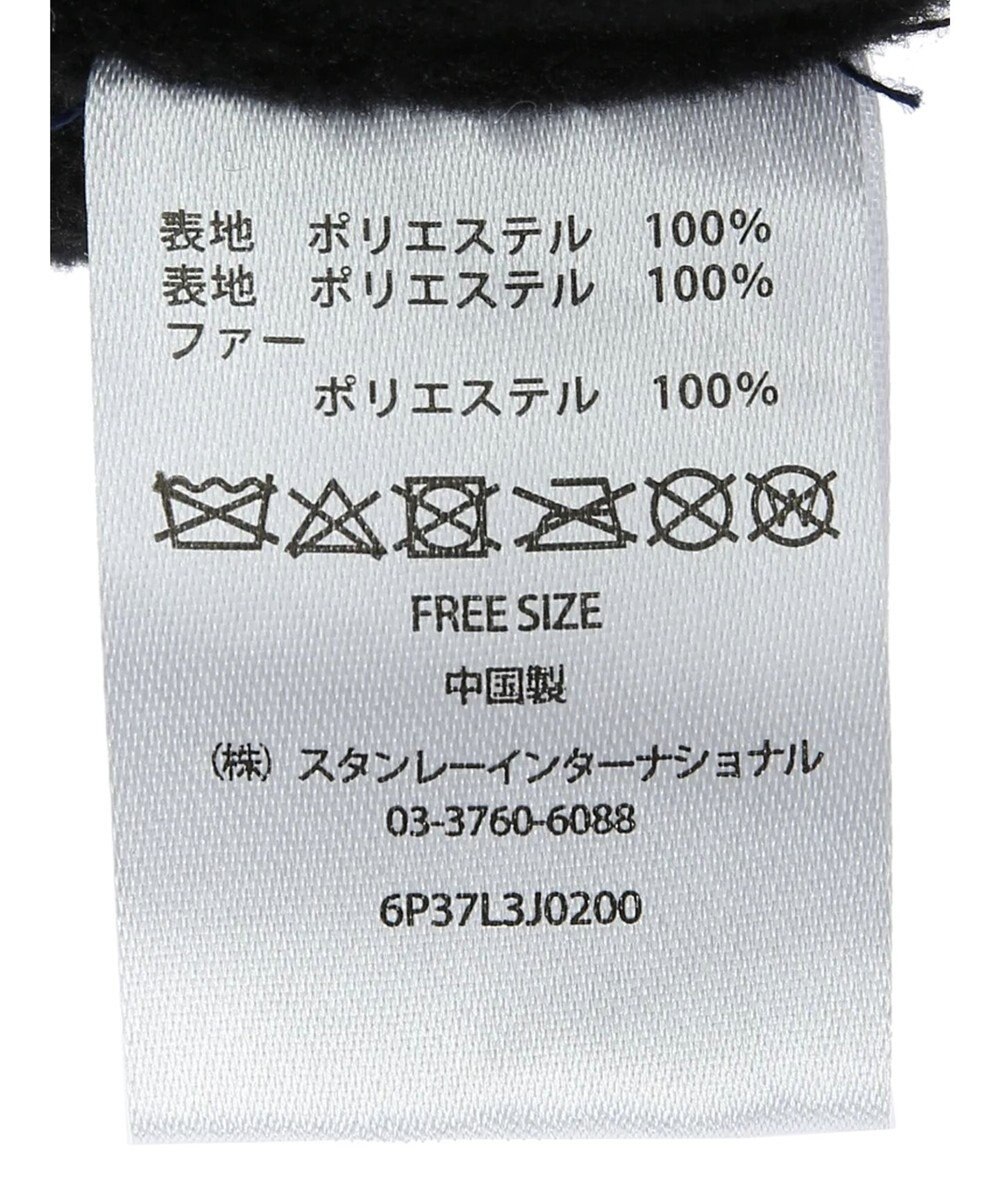 表地　ポリエステル　100%
表地　ポリエステル　100%
ファー
ポリエステル　100%
FREE SIZE
中国製
(株) スタンレーインターナショナル
03-3760-6088
6P37L3J0200